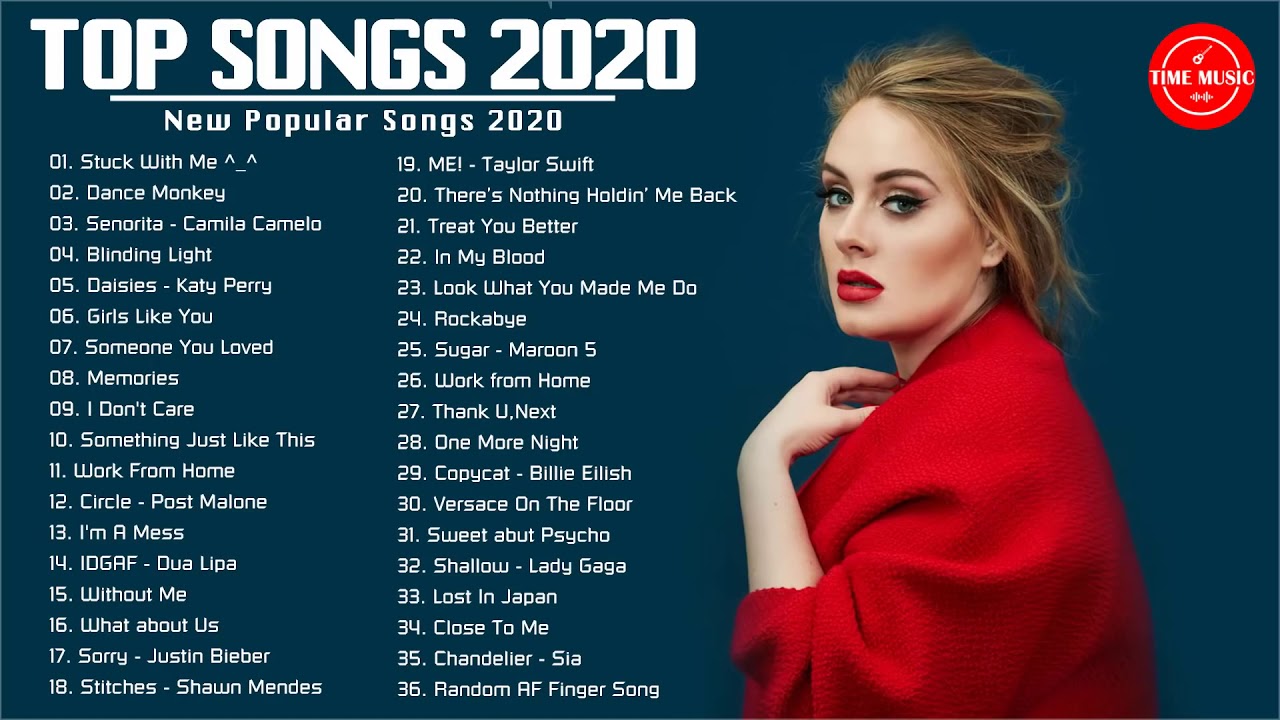 TOP SONGS 2020
New Popular Songs 2020
01. Stuck With Me ^_^
02. Dance Monkey
03. Senorita - Camila Camelo
04. Blinding Light
05. Daisies - Katy Perry
06. Girls Like You
07. Someone You Loved
08. Memories
09. I Don't Care
10. Something Just Like This
11. Work From Home
12. Circle - Post Malone
13. I'm A Mess
14. IDGAF - Dua Lipa
15. Without Me
16. What about Us
17. Sorry - Justin Bieber
18. Stitches - Shawn Mendes
19. ME! - Taylor Swift
20. There's Nothing Holdin' Me Back
21. Treat You Better
22. In My Blood
23. Look What You Made Me Do
24. Rockabye
25. Sugar - Maroon 5
26. Work from Home
27. Thank U,Next
28. One More Night
29. Copycat - Billie Eilish
30. Versace On The Floor
31. Sweet abut Psycho
32. Shallow - Lady Gaga
33. Lost In Japan
34. Close To Me
35. Chandelier - Sia
36. Random AF Finger Song
TIME MUSIC